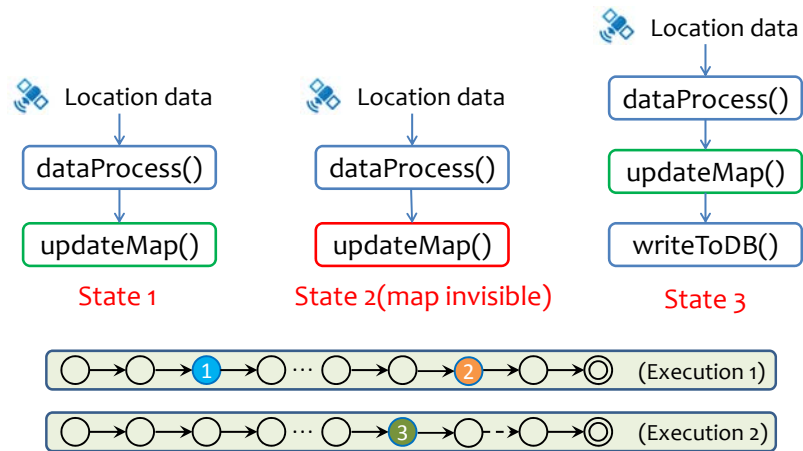 Location data
dataProcess()
updateMap()
State 1
Location data
dataProcess()
updateMap()
State 2(map invisible)
Location data
dataProcess()
updateMap()
writeToDB()
State 3
1 ... 2 (Execution 1)
... 3 (Execution 2)